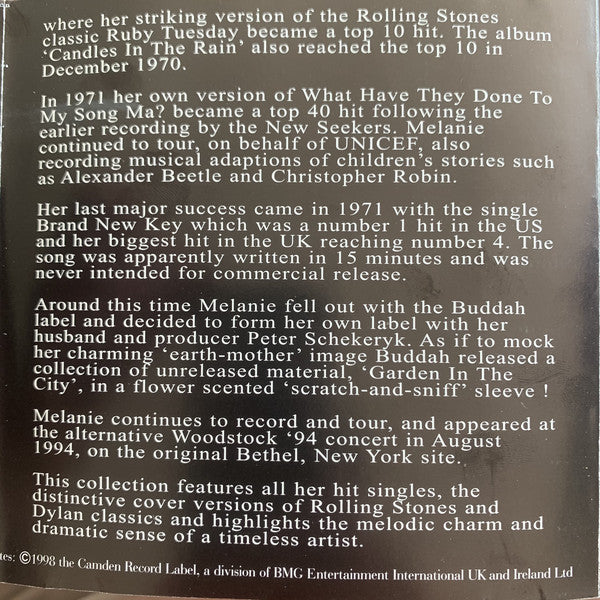 where her striking version of the Rolling Stones
classic Ruby Tuesday became a top 10 hit. The album
‘Candles In The Rain’ also reached the top 10 in
December 1970.
In 1971 her own version of What Have They Done To
My Song Ma? became a top 40 hit following the
earlier recording by the New Seekers. Melanie
continued to tour, on behalf of UNICEF, also
recording musical adaptions of children’s stories such
as Alexander Beetle and Christopher Robin.
Her last major success came in 1971 with the single
Brand New Key which was a number 1 hit in the US
and her biggest hit in the UK reaching number 4. The
song was apparently written in 15 minutes and was
never intended for commercial release.
Around this time Melanie fell out with the Buddah
label and decided to form her own label with her
husband and producer Peter Schekeryk. As if to mock
her charming ‘earth-mother’ image Buddah released a
collection of unreleased material, ‘Garden In The
City’, in a flower scented ‘scratch-and-sniff’ sleeve !
Melanie continues to record and tour, and appeared at
the alternative Woodstock ‘94 concert in August
1994, on the original Bethel, New York site.
This collection features all her hit singles, the
distinctive cover versions of Rolling Stones and
Dylan classics and highlights the melodic charm and
dramatic sense of a timeless artist.
©1998 the Camden Record Label, a division of BMG Entertainment International UK and Ireland Ltd